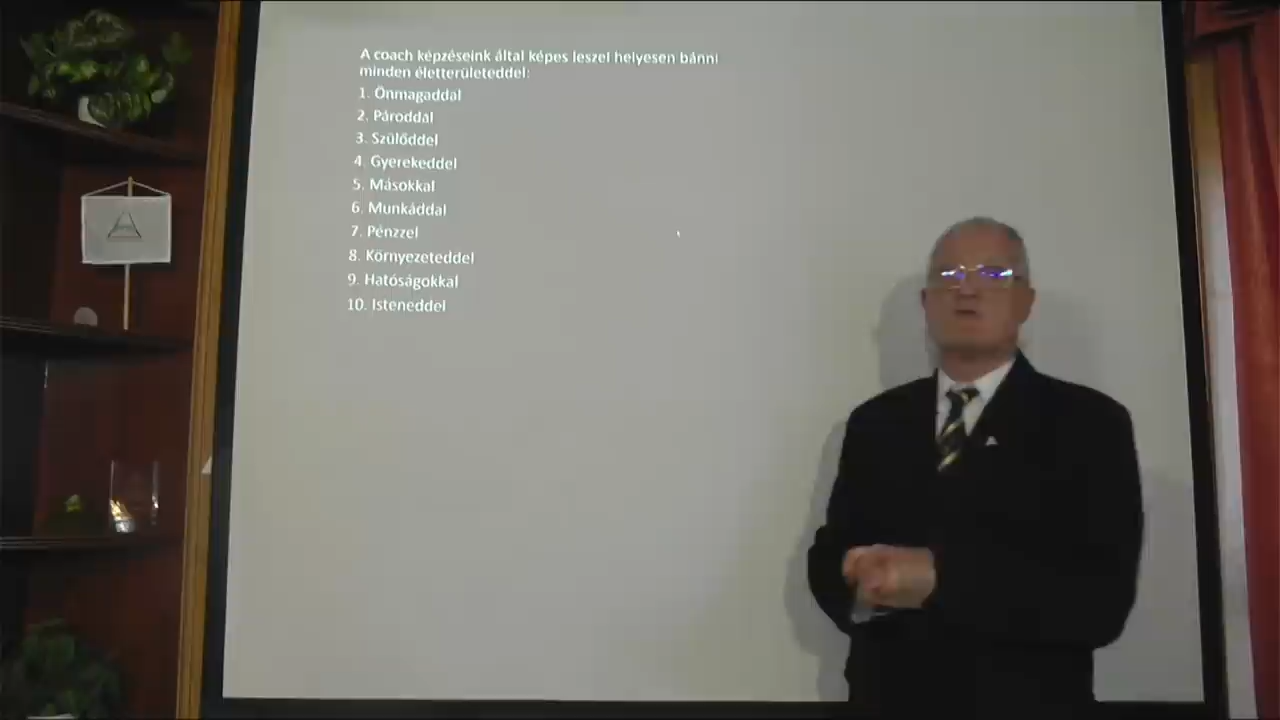 A coach képzéseink által képes leszel helyesen bánni
minden életterületeddel:
1. Önmagaddal
2. Pároddal
3. Szülőddel
4. Gyerekeddel
5. Másokkal
6. Munkáddal
7. Pénzzel
8. Környezeteddel
9. Hatóságokkal
10. Isteneddel